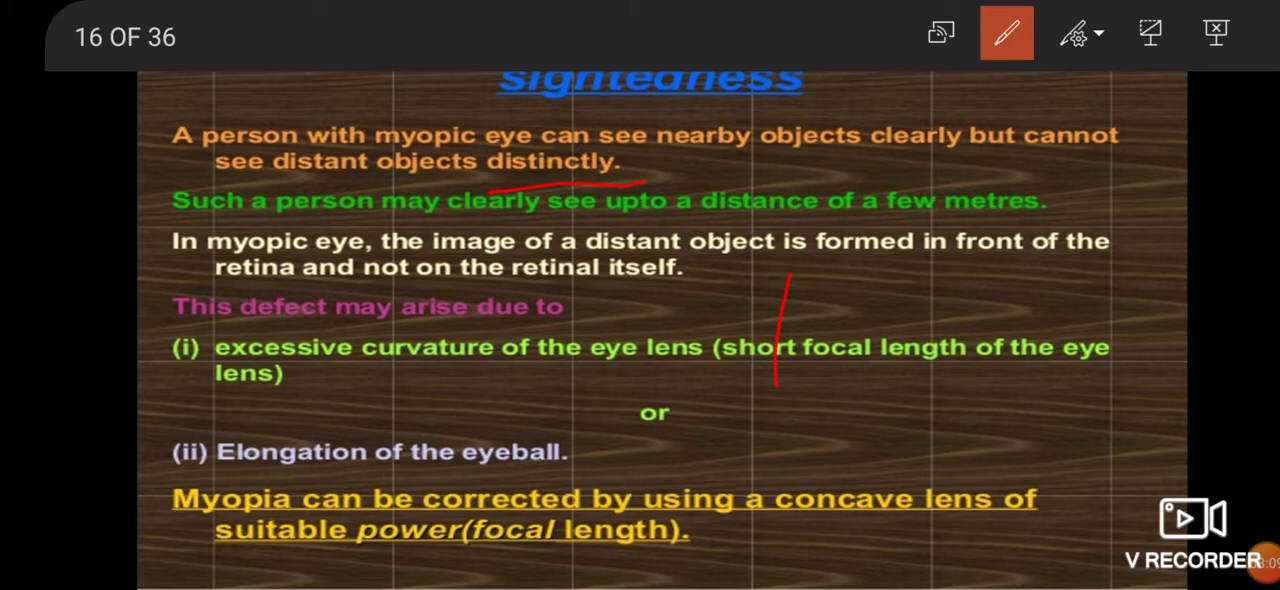 16 OF 36
sightedness
A person with myopic eye can see nearby objects clearly but cannot
see distant objects distinctly.
Such a person may clearly see upto a distance of a few metres.
In myopic eye, the image of a distant object is formed in front of the
retina and not on the retinal itself.
This defect may arise due to
(i) excessive curvature of the eye lens (short focal length of the eye
lens)
or
(ii) Elongation of the eyeball.
Myopia can be corrected by using a concave lens of
suitable power(focal length).
V RECORDER